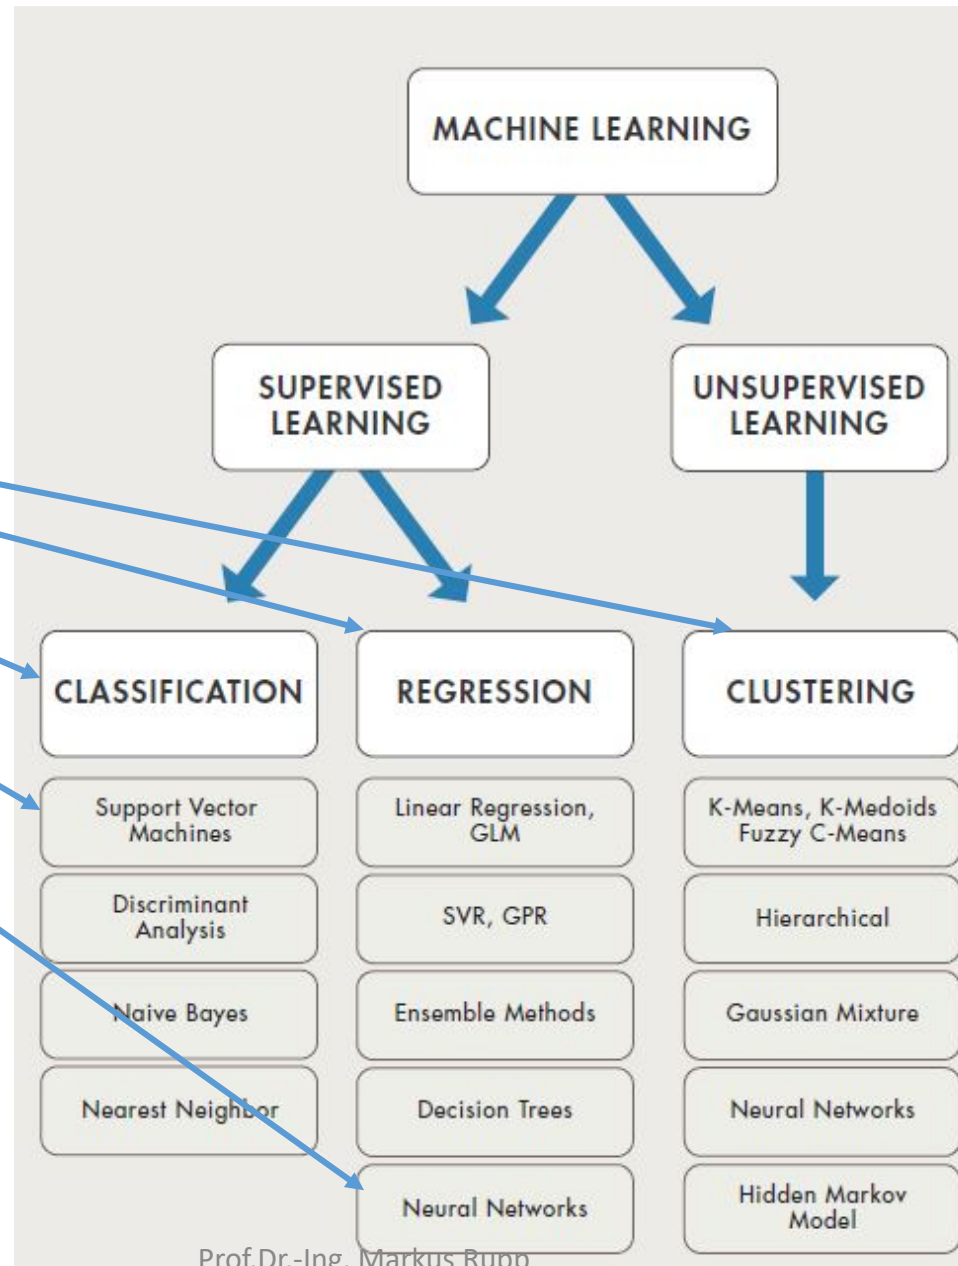 MACHINE LEARNING
SUPERVISED
LEARNING
UNSUPERVISED
LEARNING
CLASSIFICATION
Support Vector
Machines
Discriminant
Analysis
Naive Bayes
Nearest Neighbor
REGRESSION
Linear Regression,
GLM
SVR, GPR
Ensemble Methods
Decision Trees
Neural Networks
CLUSTERING
K-Means, K-Medoids
Fuzzy C-Means
Hierarchical
Gaussian Mixture
Neural Networks
Hidden Markov
Model
Prof.Dr.-Ing. Markus Rupp